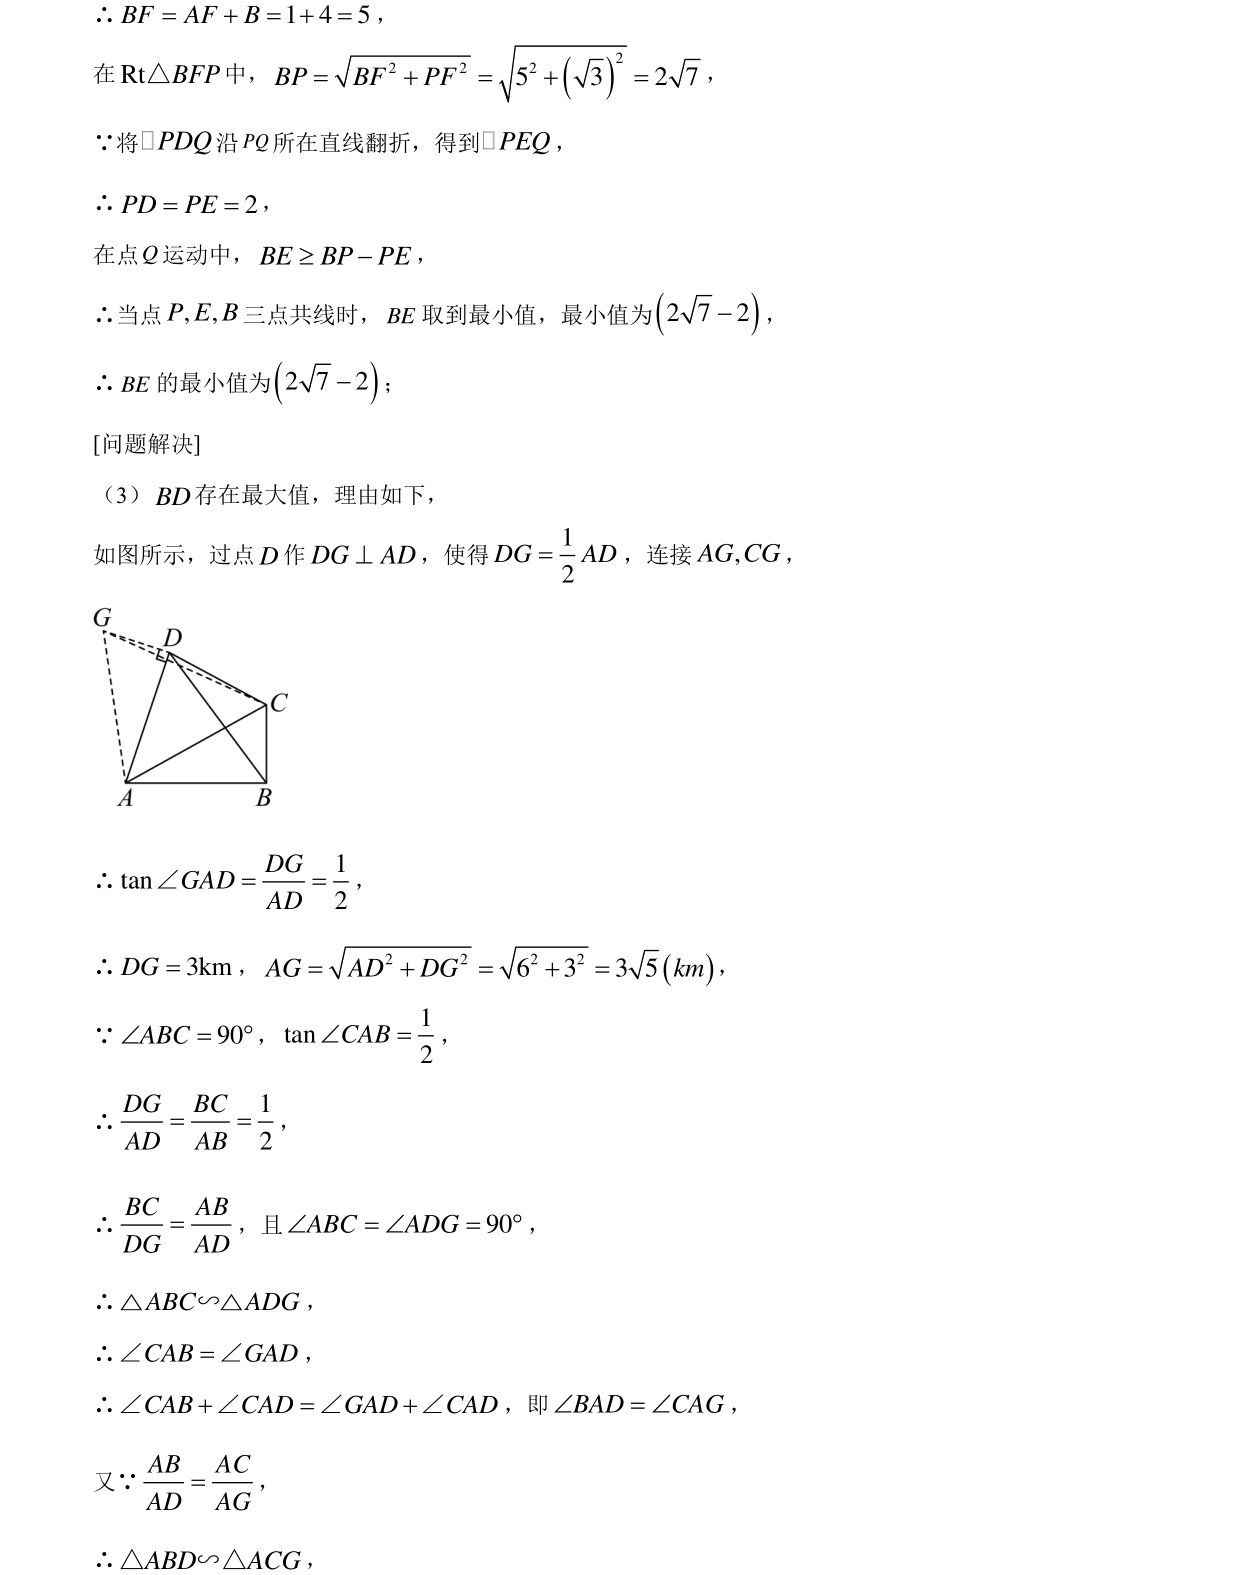 ∴ BF = AF + B = 1 + 4 = 5，
在 Rt△BFP 中， BP = √(BF² + PF²) = √(5² + (√3)²) = 2√7，
∵将□PDQ 沿 PQ 所在直线翻折，得到□PEQ，
∴ PD = PE = 2，
在点 Q 运动中， BE ≥ BP − PE，
∴当点 P, E, B 三点共线时， BE 取到最小值，最小值为(2√7 − 2)，
∴ BE 的最小值为(2√7 − 2)；
[问题解决]
（3） BD 存在最大值，理由如下，
如图所示，过点 D 作 DG ⊥ AD，使得 DG = 1/2 AD，连接 AG, CG，
G
D
C
A B
∴ tan∠GAD = DG/AD = 1/2，
∴ DG = 3km， AG = √(AD² + DG²) = √(6² + 3²) = 3√5(km)，
∵ ∠ABC = 90°， tan∠CAB = 1/2，
∴ DG/AD = BC/AB = 1/2，
∴ BC/DG = AB/AD，且∠ABC = ∠ADG = 90°，
∴ △ABC∽△ADG，
∴ ∠CAB = ∠GAD，
∴ ∠CAB + ∠CAD = ∠GAD + ∠CAD，即∠BAD = ∠CAG，
又∵ AB/AD = AC/AG，
∴ △ABD∽△ACG，